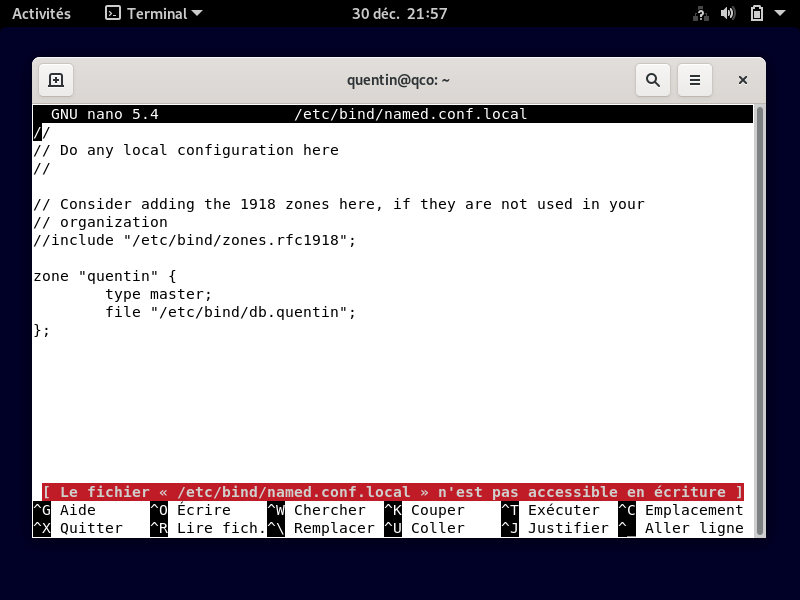 Activités Terminal 30 déc. 21:57
quentin@qco: ~
GNU nano 5.4 /etc/bind/named.conf.local
//
// Do any local configuration here
//
// Consider adding the 1918 zones here, if they are not used in your
// organization
//include "/etc/bind/zones.rfc1918";
zone "quentin" {
        type master;
        file "/etc/bind/db.quentin";
};
[ Le fichier « /etc/bind/named.conf.local » n'est pas accessible en écriture ]
^G Aide ^O Écrire ^W Chercher ^K Couper ^T Exécuter ^C Emplacement
^X Quitter ^R Lire fich. ^\ Remplacer ^U Coller ^J Justifier ^_ Aller ligne